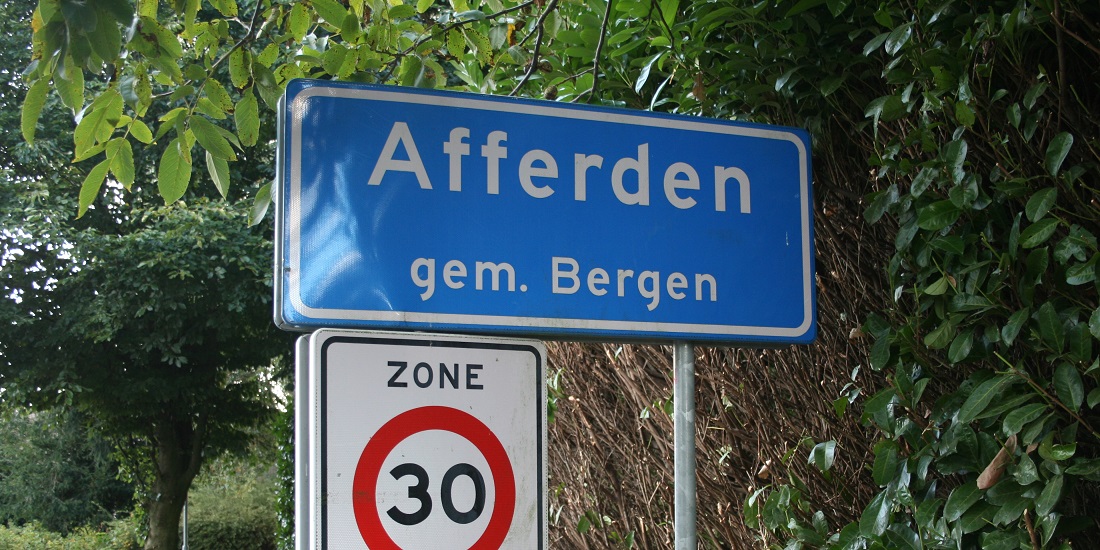 Afferden
gem. Bergen
ZONE
30